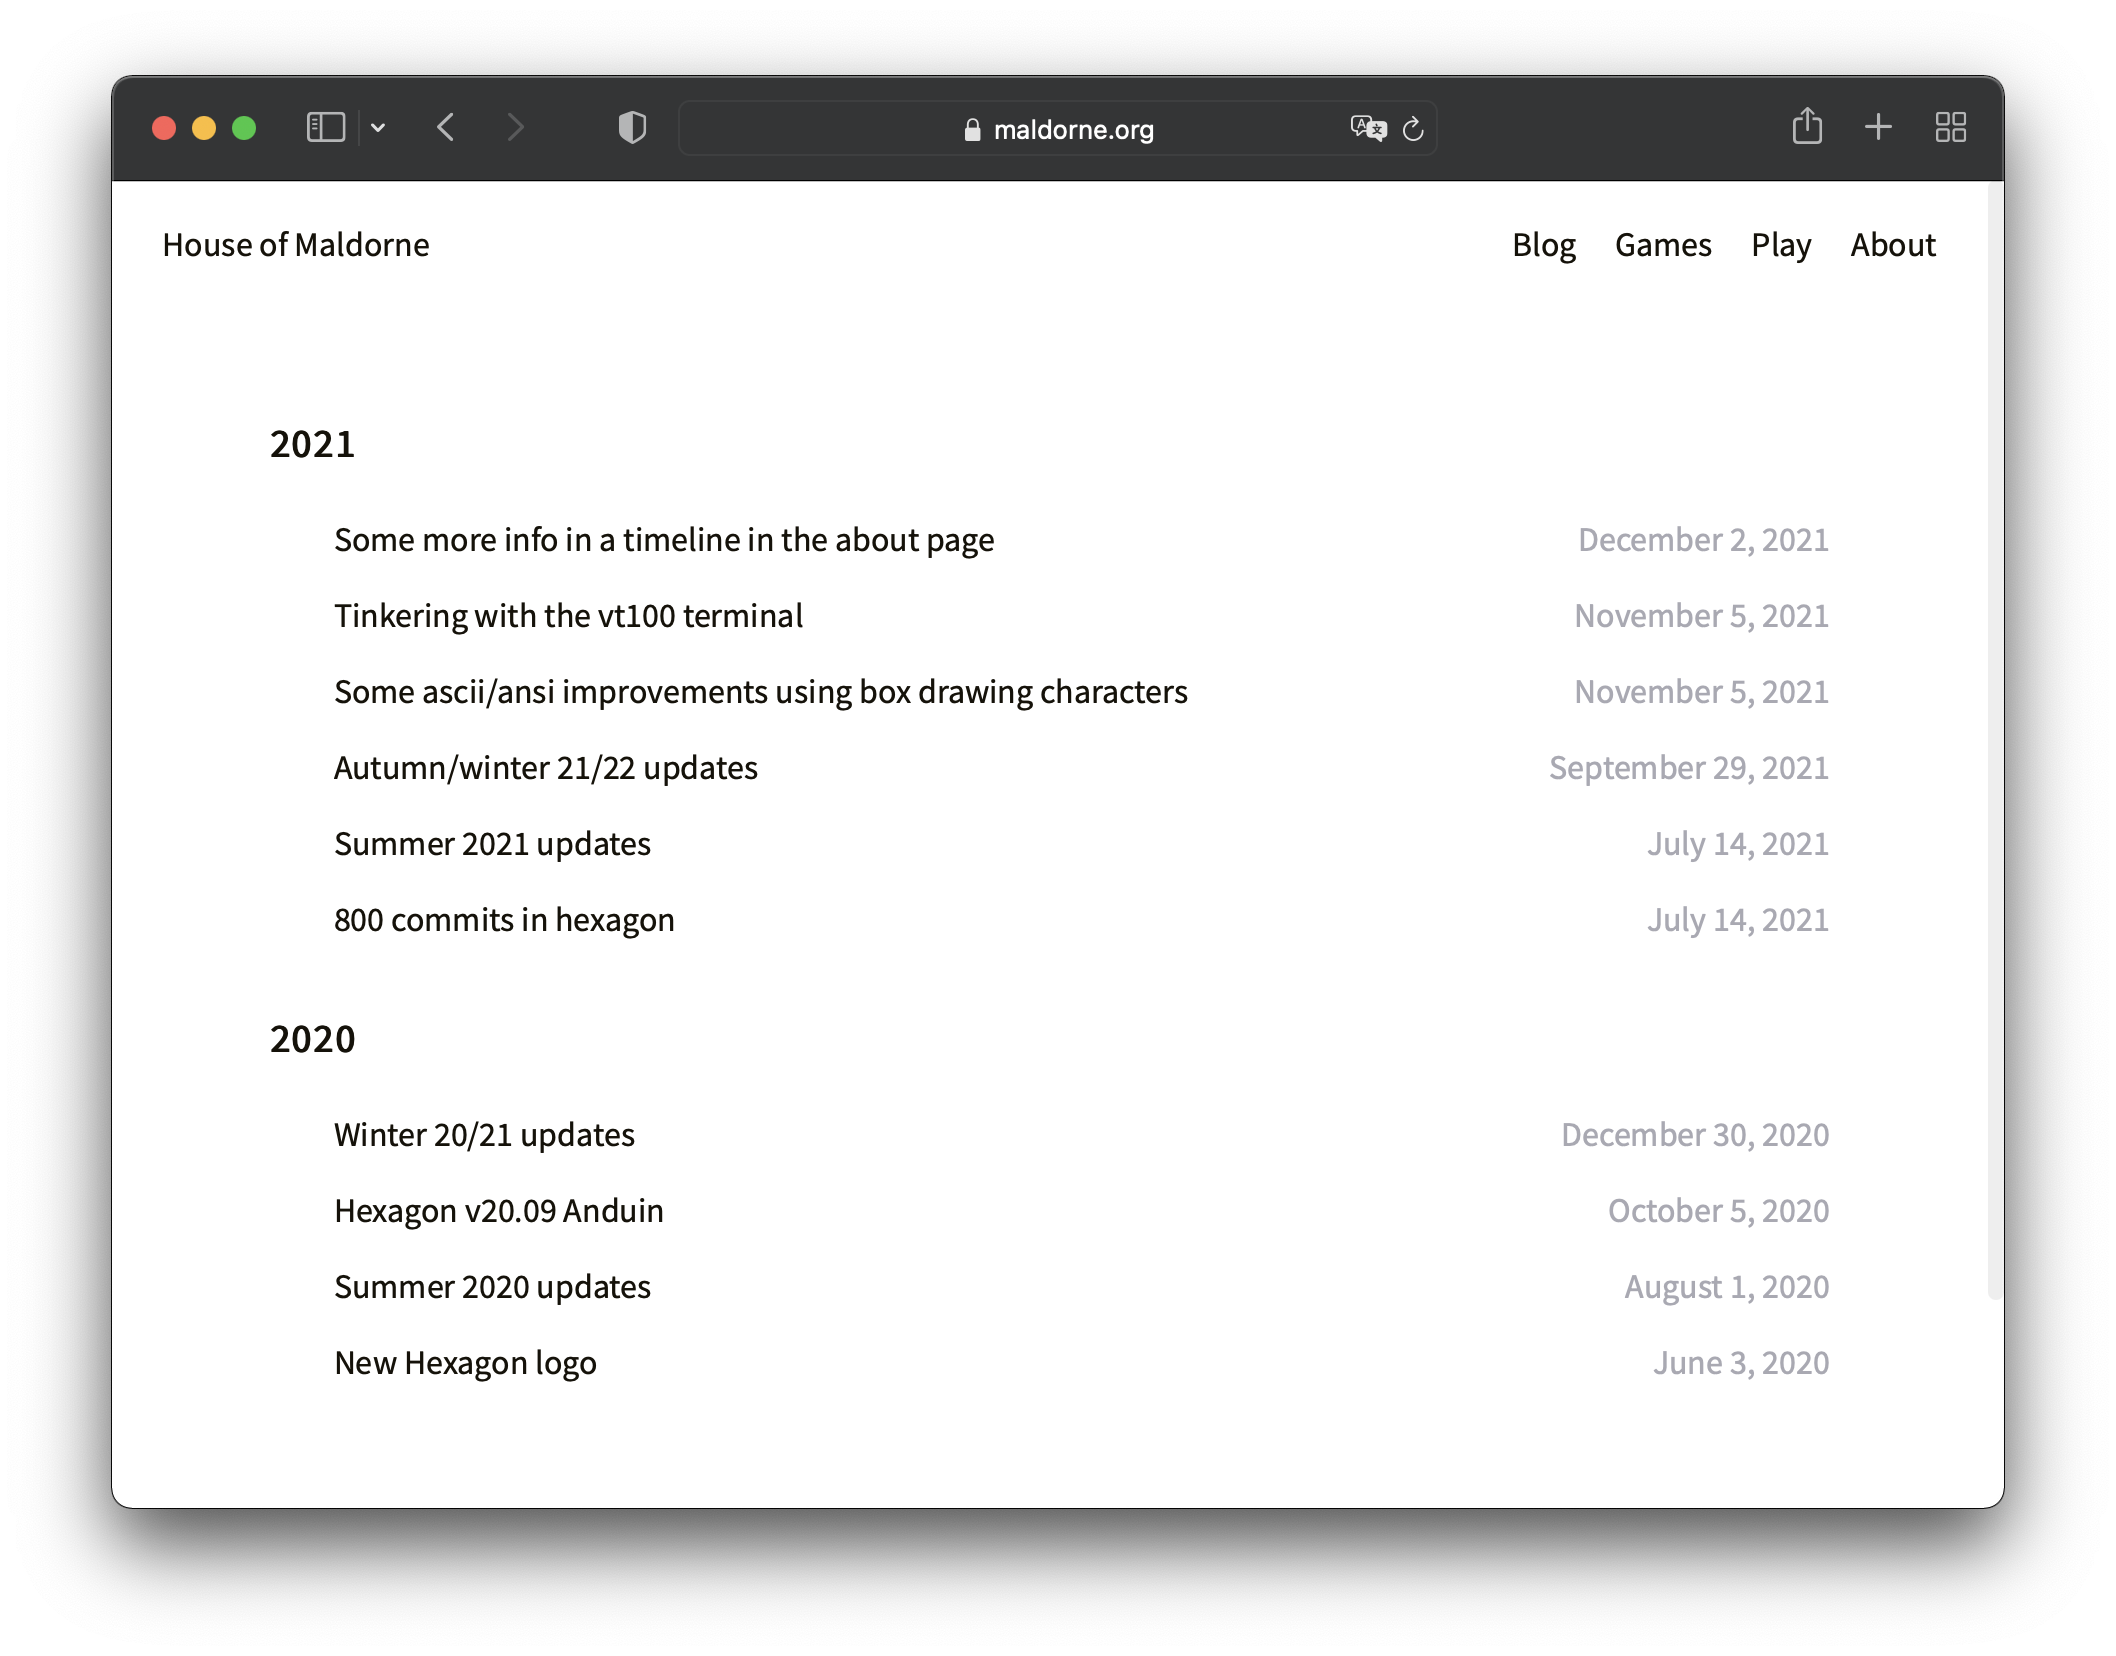 maldorne.org
House of Maldorne
Blog Games Play About
2021
Some more info in a timeline in the about page December 2, 2021
Tinkering with the vt100 terminal November 5, 2021
Some ascii/ansi improvements using box drawing characters November 5, 2021
Autumn/winter 21/22 updates September 29, 2021
Summer 2021 updates July 14, 2021
800 commits in hexagon July 14, 2021
2020
Winter 20/21 updates December 30, 2020
Hexagon v20.09 Anduin October 5, 2020
Summer 2020 updates August 1, 2020
New Hexagon logo June 3, 2020